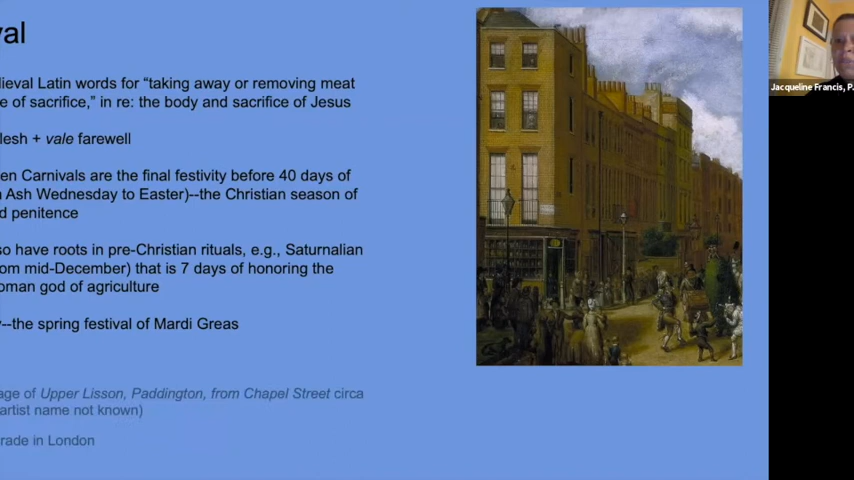 val
dieval Latin words for “taking away or removing meat
e of sacrifice,” in re: the body and sacrifice of Jesus
lesh + vale farewell
en Carnivals are the final festivity before 40 days of
n Ash Wednesday to Easter)--the Christian season of
d penitence
so have roots in pre-Christian rituals, e.g., Saturnalian
om mid-December) that is 7 days of honoring the
oman god of agriculture
y--the spring festival of Mardi Greas
age of Upper Lisson, Paddington, from Chapel Street circa
artist name not known)
rade in London
Jacqueline Francis, P.